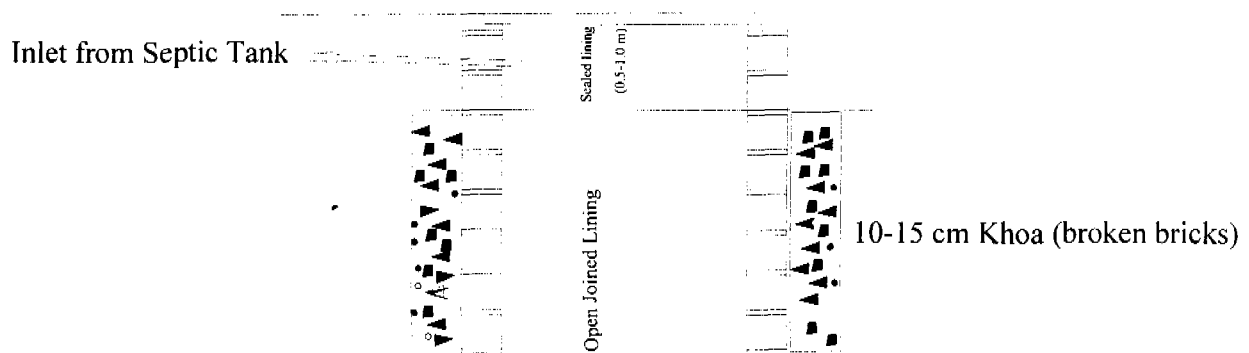 Inlet from Septic Tank
Sealed lining
(0.5-1.0 m)
Open Joined Lining
10-15 cm Khoa (broken bricks)